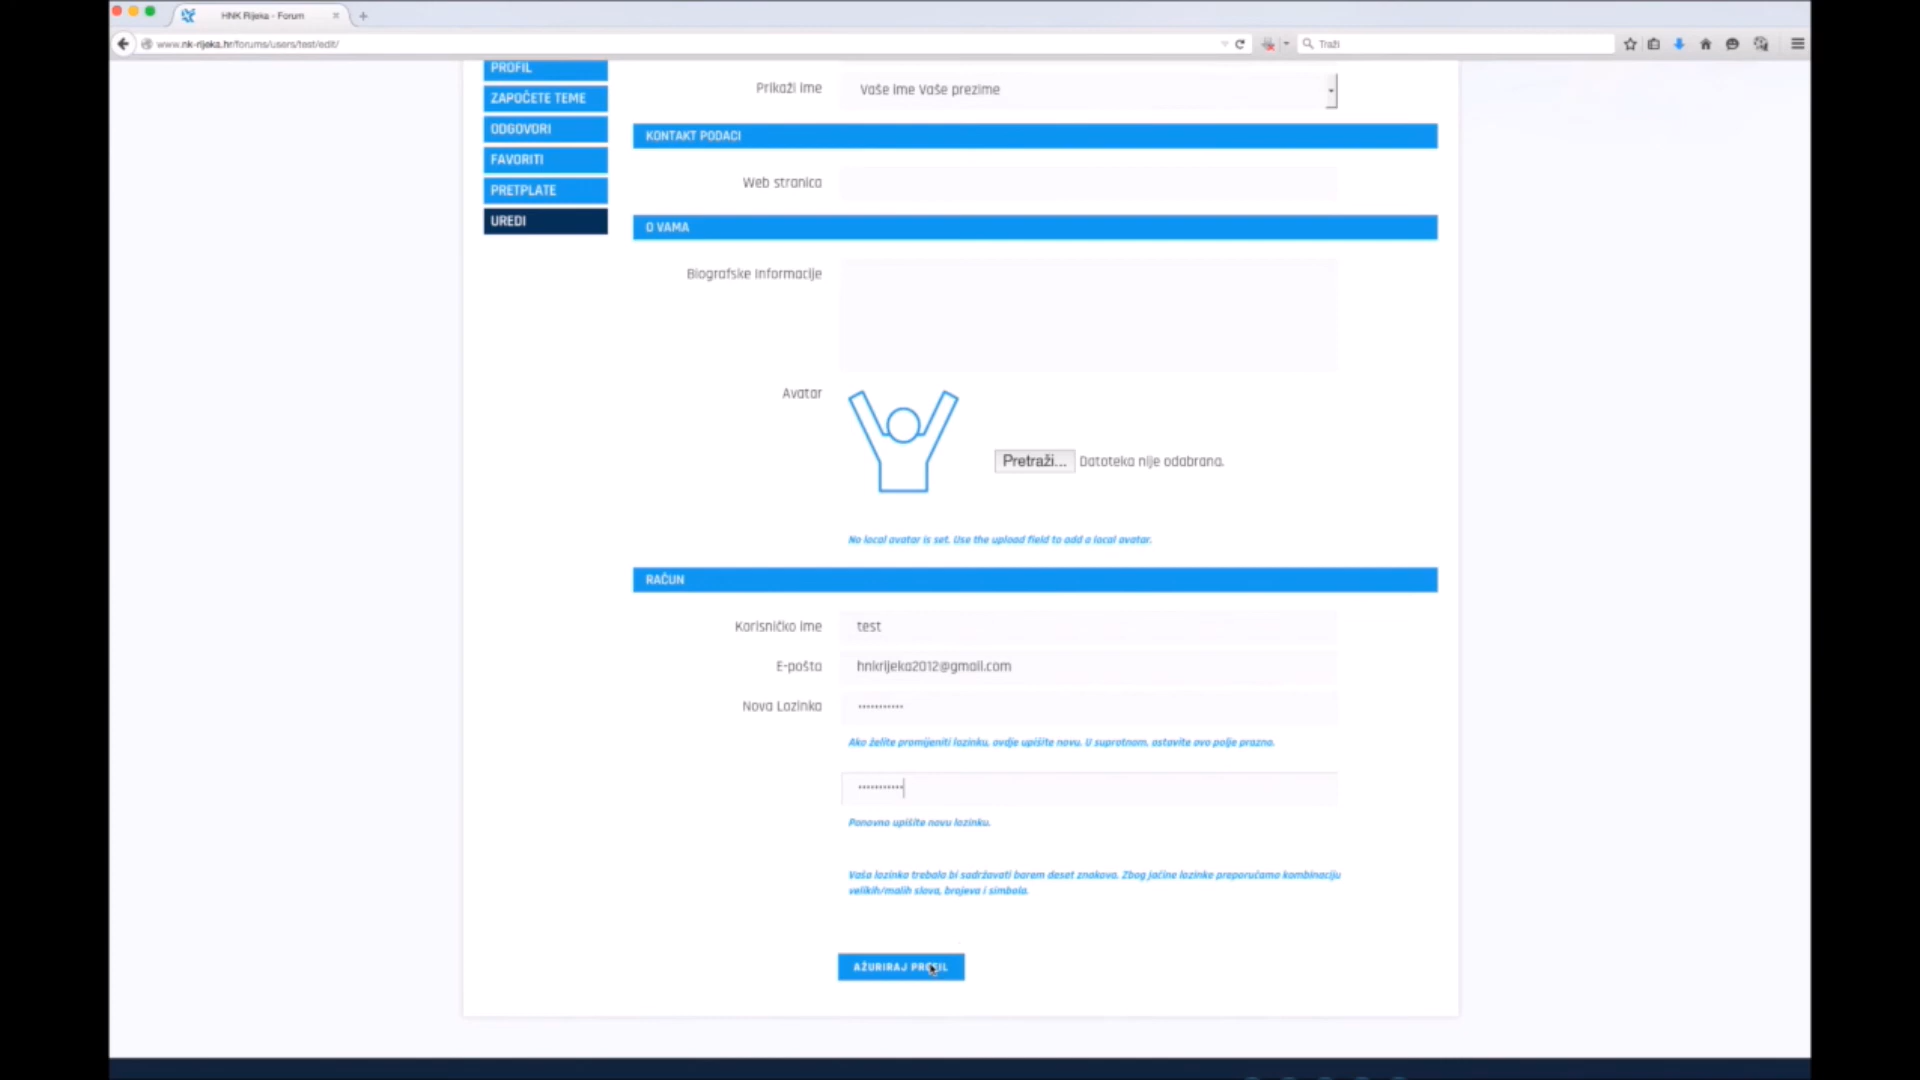 HNK Rijeka - Forum
www.nk-rijeka.hr/forums/users/test/edit/
Traži
PROFIL
ZAPOČETE TEME
ODGOVORI
FAVORITI
PRETPLATE
UREDI
Prikaži ime
Vaše ime Vaše prezime
KONTAKT PODACI
Web stranica
O VAMA
Biografske Informacije
Avatar
Pretraži... Datoteka nije odabrana.
No local avatar is set. Use the upload field to add a local avatar.
RAČUN
Korisničko ime
test
E-pošta
hnkrijeka2012@gmail.com
Nova Lozinka
Ako želite promijeniti lozinku, ovdje upišite novu. U suprotnom, ostavite ovo polje prazno.
Ponovno upišite novu lozinku.
Vaša lozinka trebala bi sadržavati barem deset znakova. Zbog jačine lozinke preporučamo kombinaciju
velikih/malih slova, brojeva i simbola.
AŽURIRAJ PROFIL